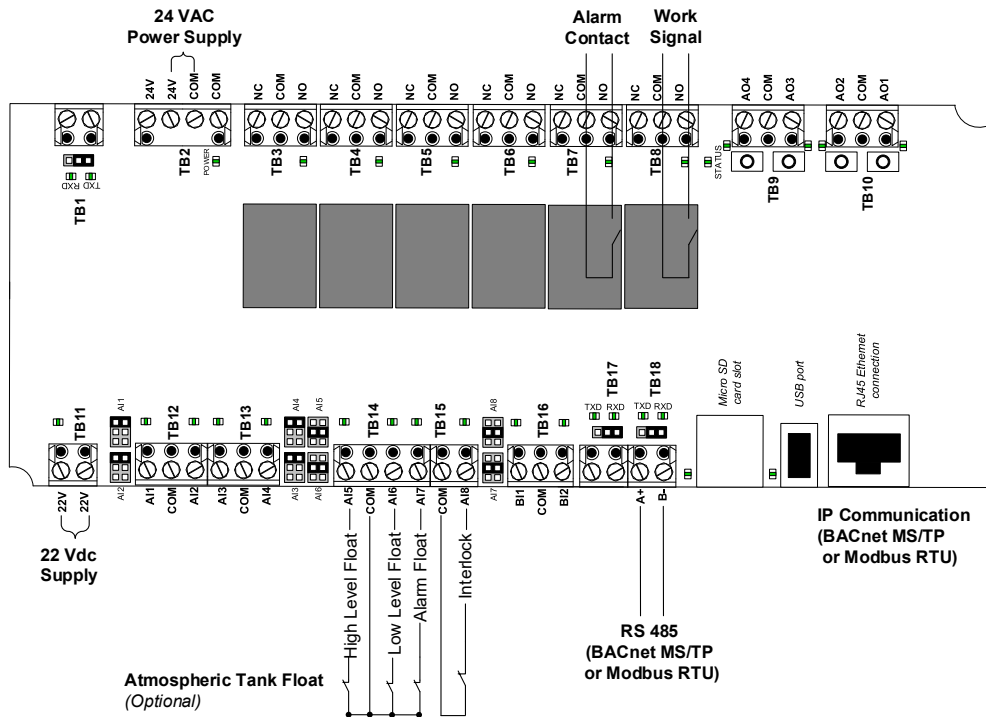 24 VAC
Power Supply
Alarm
Contact
Work
Signal
24V
24V
COM
COM
NC
COM
NO
NC
COM
NO
NC
COM
NO
NC
COM
NO
NC
COM
NO
NC
COM
NO
AO4
COM
AO3
AO2
COM
AO1
TB1
RXD
TXD
TB2
POWER
TB3
TB4
TB5
TB6
TB7
TB8
STATUS
TB9
TB10
Micro SD
card slot
USB port
RJ45 Ethernet
connection
TB11
AI1
TB12
TB13
AI4
AI5
TB14
TB15
AI8
TB16
TB17
TXD
RXD
TB18
TXD
RXD
22V
22V
AI2
AI1
COM
AI2
AI3
COM
AI4
AI3
AI6
AI5
COM
AI6
AI7
COM
AI8
AI7
BI1
COM
BI2
A+
B-
22 Vdc
Supply
High Level Float
Low Level Float
Alarm Float
Interlock
IP Communication
(BACnet MS/TP
or Modbus RTU)
RS 485
(BACnet MS/TP
or Modbus RTU)
Atmospheric Tank Float
(Optional)